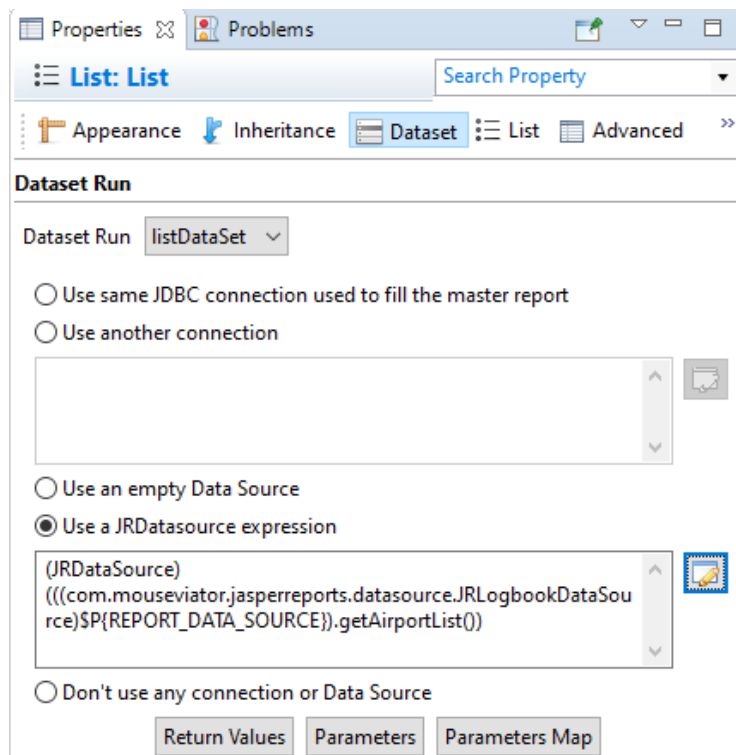 Properties Problems
List: List Search Property
Appearance Inheritance Dataset List Advanced »
Dataset Run
Dataset Run listDataSet
Use same JDBC connection used to fill the master report
Use another connection
Use an empty Data Source
Use a JRDatasource expression
(JRDataSource)
(((com.mouseviator.jasperreports.datasource.JRLogbookDataSou
rce)$P{REPORT_DATA_SOURCE}).getAirportList())
Don't use any connection or Data Source
Return Values Parameters Parameters Map